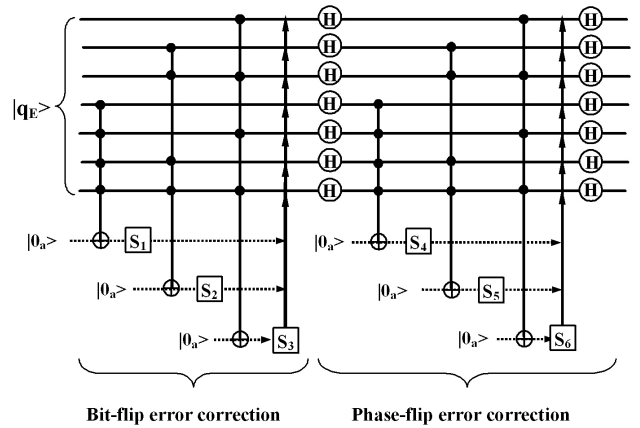 H H
H H
H H
|q_E> H H
H H
H H
H H
|0_a> S_1 |0_a> S_4
|0_a> S_2 |0_a> S_5
|0_a> S_3 |0_a> S_6
Bit-flip error correction Phase-flip error correction